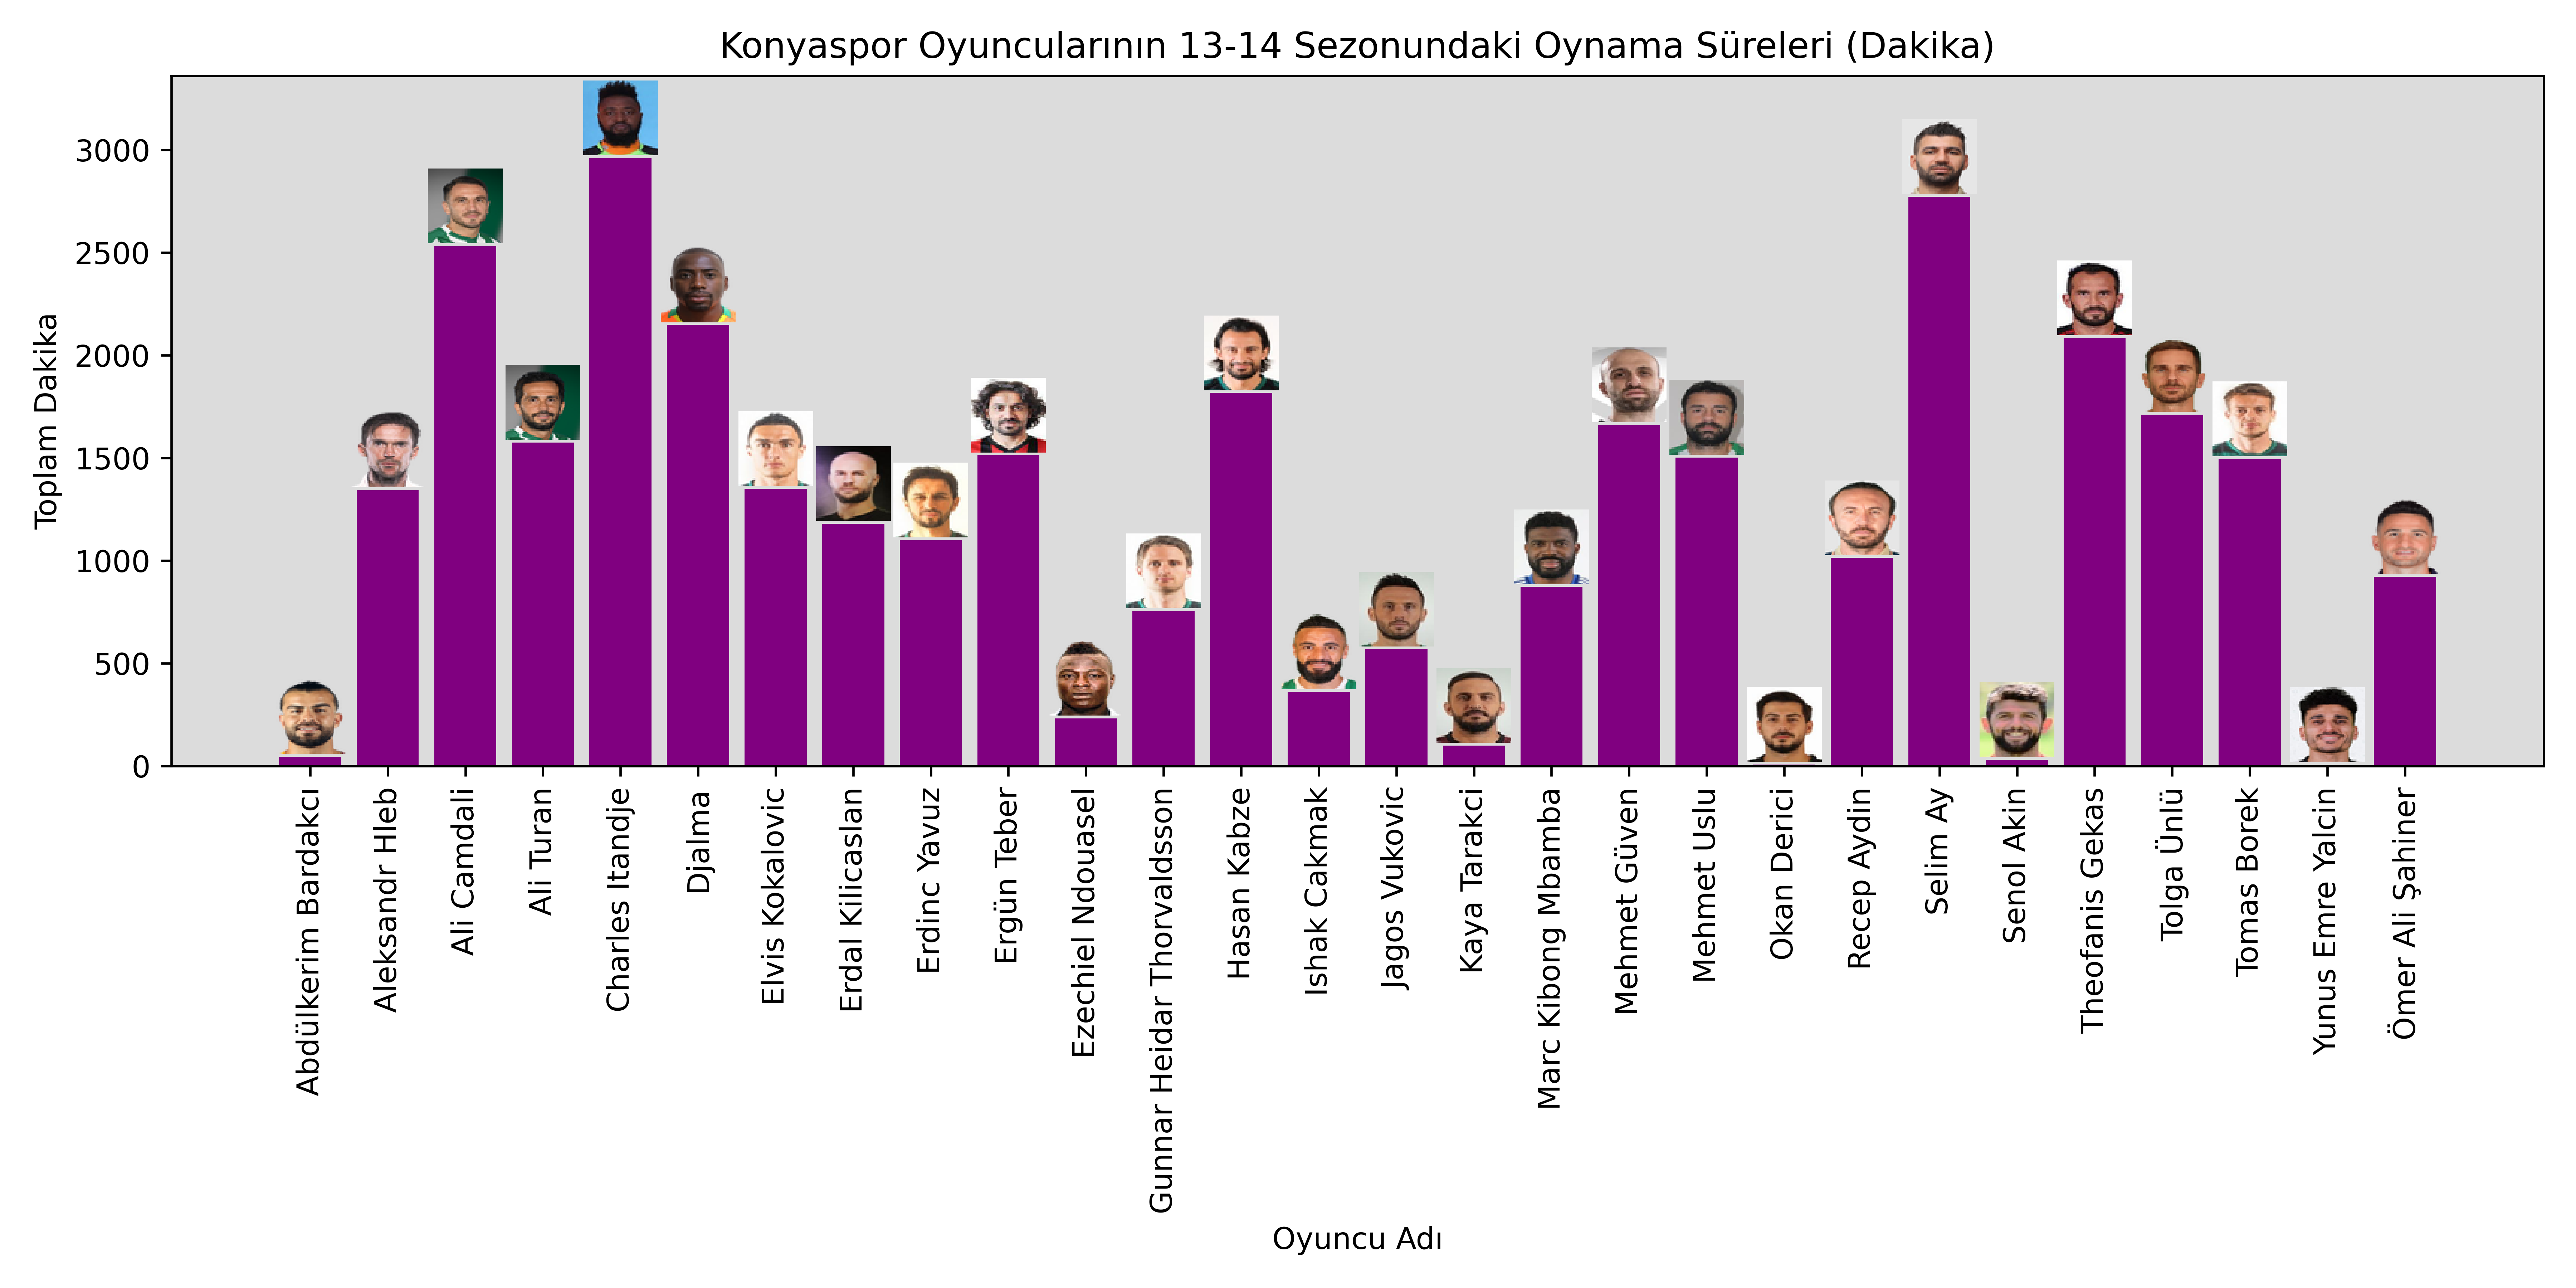 Konyaspor Oyuncularının 13-14 Sezonundaki Oynama Süreleri (Dakika)
Toplam Dakika
3000
2500
2000
1500
1000
500
0
Abdülkerim Bardakcı
Aleksandr Hleb
Ali Camdali
Ali Turan
Charles Itandje
Djalma
Elvis Kokalovic
Erdal Kilicaslan
Erdinc Yavuz
Ergün Teber
Ezechiel Ndouasel
Gunnar Heidar Thorvaldsson
Hasan Kabze
Ishak Cakmak
Jagos Vukovic
Kaya Tarakci
Marc Kibong Mbamba
Mehmet Güven
Mehmet Uslu
Okan Derici
Recep Aydin
Selim Ay
Senol Akin
Theofanis Gekas
Tolga Ünlü
Tomas Borek
Yunus Emre Yalcin
Ömer Ali Şahiner
Oyuncu Adı